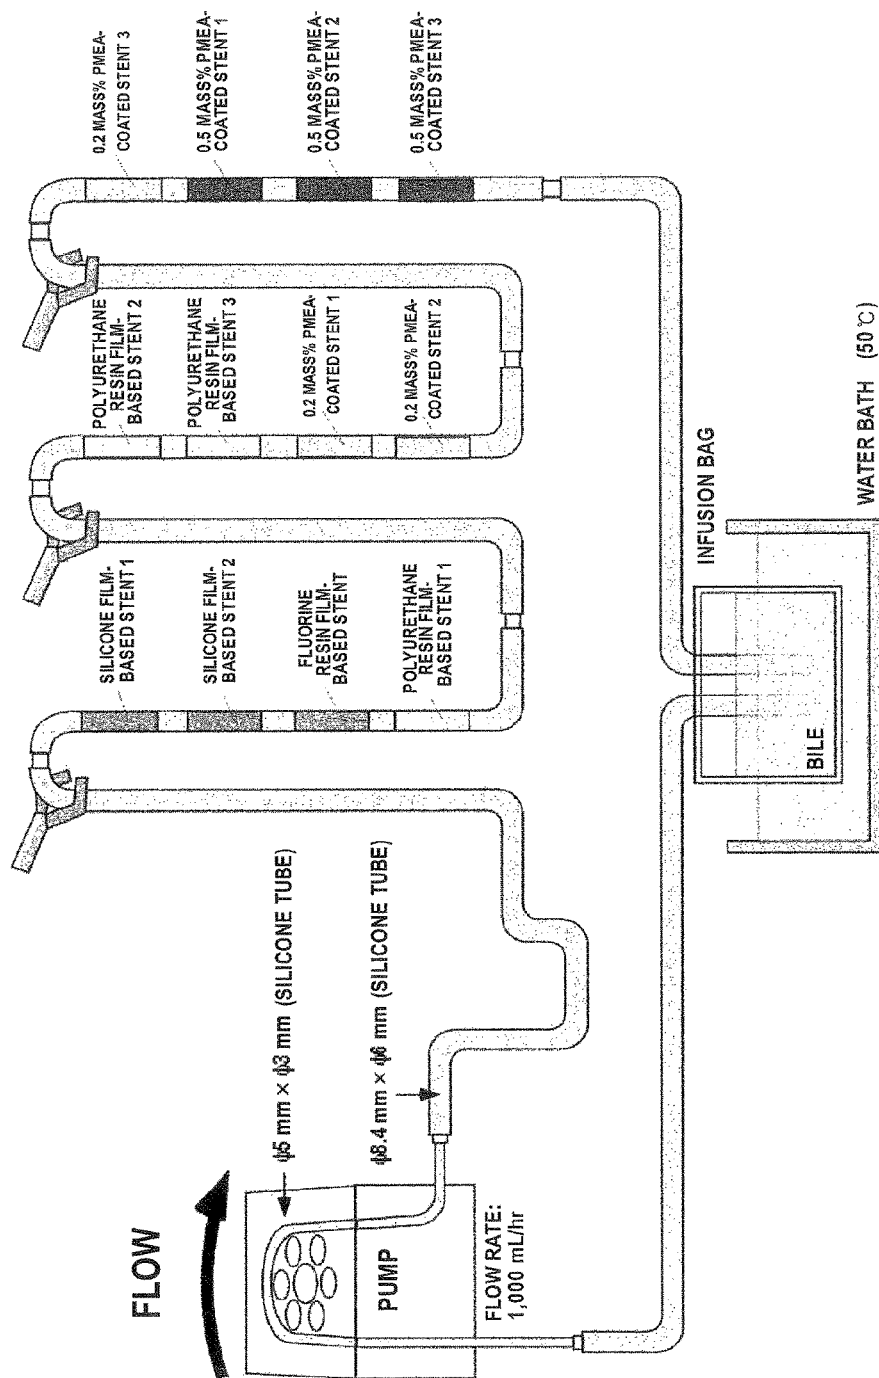 FLOW
φ5 mm × φ3 mm (SILICONE TUBE)
φ8.4 mm × φ6 mm (SILICONE TUBE)
PUMP
FLOW RATE:
1,000 mL/hr
SILICONE FILM-
BASED STENT 1
SILICONE FILM-
BASED STENT 2
FLUORINE
RESIN FILM-
BASED STENT
POLYURETHANE
RESIN FILM-
BASED STENT 1
POLYURETHANE
RESIN FILM-
BASED STENT 2
POLYURETHANE
RESIN FILM-
BASED STENT 3
0.2 MASS% PMEA-
COATED STENT 1
0.2 MASS% PMEA-
COATED STENT 2
0.2 MASS% PMEA-
COATED STENT 3
0.5 MASS% PMEA-
COATED STENT 1
0.5 MASS% PMEA-
COATED STENT 2
0.5 MASS% PMEA-
COATED STENT 3
INFUSION BAG
BILE
WATER BATH (50℃)